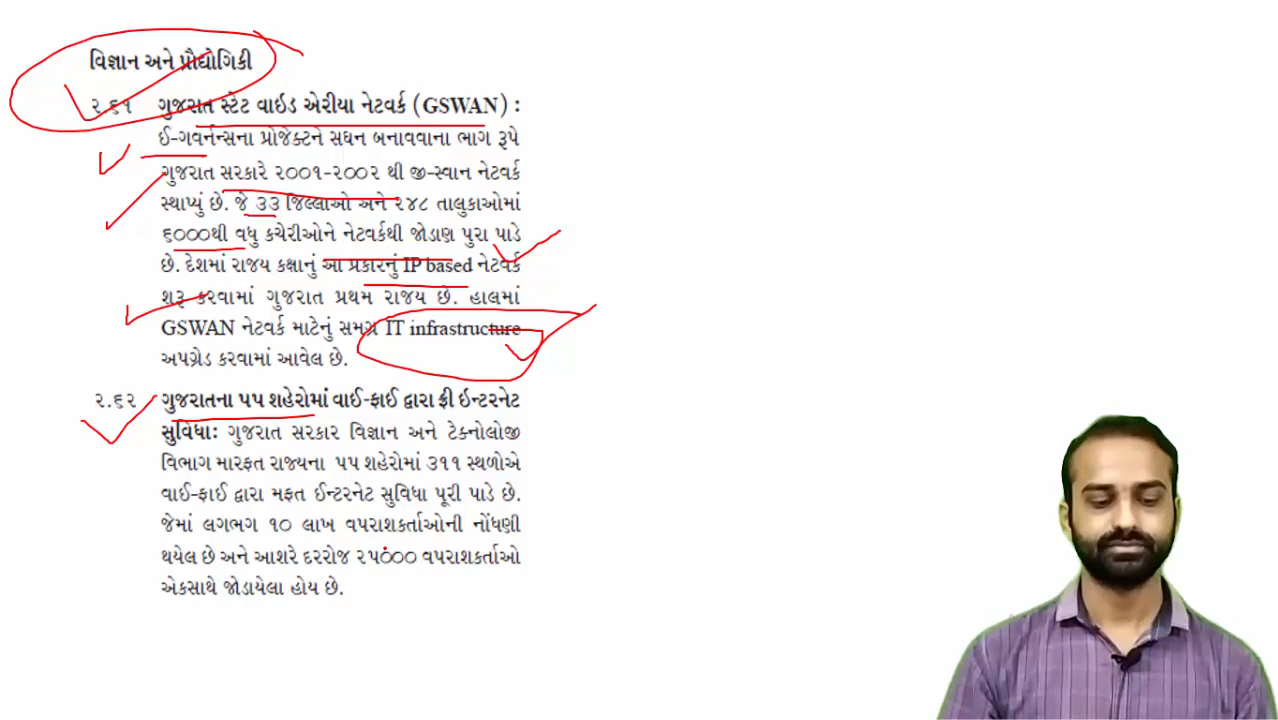 વિજ્ઞાન અને પ્રૌદ્યોગિકી
૨.૬૧ ગુજરાત સ્ટેટ વાઇડ એરીયા નેટવર્ક (GSWAN) :
ઈ-ગવર્નન્સના પ્રોજેક્ટને સઘન બનાવવાના ભાગ રૂપે
ગુજરાત સરકારે ૨૦૦૧-૨૦૦૨ થી જી-સ્વાન નેટવર્ક
સ્થાપ્યું છે. જે ૩૩ જિલ્લાઓ અને ૨૪૮ તાલુકાઓમાં
૬૦૦૦થી વધુ કચેરીઓને નેટવર્કથી જોડાણ પુરા પાડે
છે. દેશમાં રાજય કક્ષાનું આ પ્રકારનું IP based નેટવર્ક
શરૂ કરવામાં ગુજરાત પ્રથમ રાજય છે. હાલમાં
GSWAN નેટવર્ક માટેનું સમગ્ર IT infrastructure
અપગ્રેડ કરવામાં આવેલ છે.
૨.૬૨ ગુજરાતના ૫૫ શહેરોમાં વાઈ-ફાઈ દ્વારા ફ્રી ઇન્ટરનેટ
સુવિધાઃ ગુજરાત સરકાર વિજ્ઞાન અને ટેક્નોલોજી
વિભાગ મારફત રાજ્યના ૫૫ શહેરોમાં ૩૧૧ સ્થળોએ
વાઈ-ફાઈ દ્વારા મફત ઈન્ટરનેટ સુવિધા પૂરી પાડે છે.
જેમાં લગભગ ૧૦ લાખ વપરાશકર્તાઓની નોંધણી
થયેલ છે અને આશરે દરરોજ ૨૫૦૦૦ વપરાશકર્તાઓ
એકસાથે જોડાયેલા હોય છે.